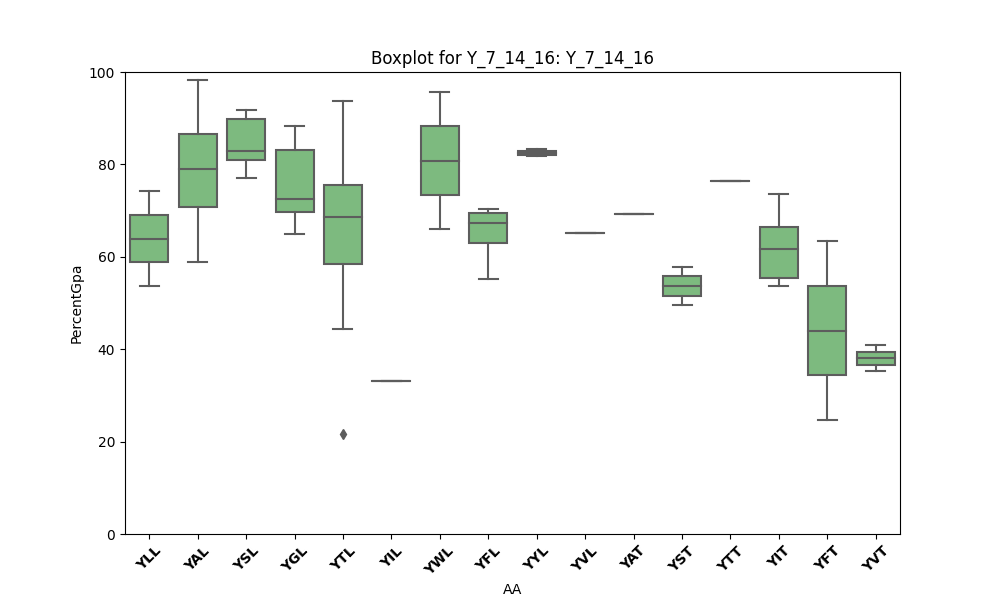 Boxplot for Y_7_14_16: Y_7_14_16
100
80
60
40
20
0
PercentGpa
YLL YAL YSL YGL YTL YIL YWL YFL YYL YVL YAT YST YTT YIT YFT YVT
AA